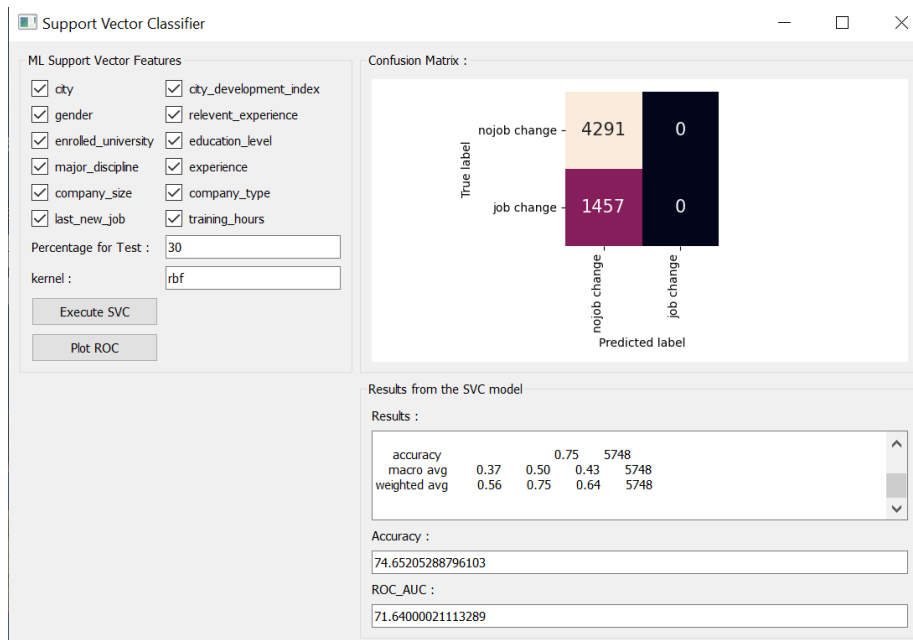 Support Vector Classifier
ML Support Vector Features
city city_development_index
gender relevent_experience
enrolled_university education_level
major_discipline experience
company_size company_type
last_new_job training_hours
Percentage for Test : 30
kernel : rbf
Execute SVC
Plot ROC
Confusion Matrix :
True label
nojob change 4291 0
job change 1457 0
nojob change
job change
Predicted label
Results from the SVC model
Results :
accuracy 0.75 5748
macro avg 0.37 0.50 0.43 5748
weighted avg 0.56 0.75 0.64 5748
Accuracy :
74.65205288796103
ROC_AUC :
71.64000021113289